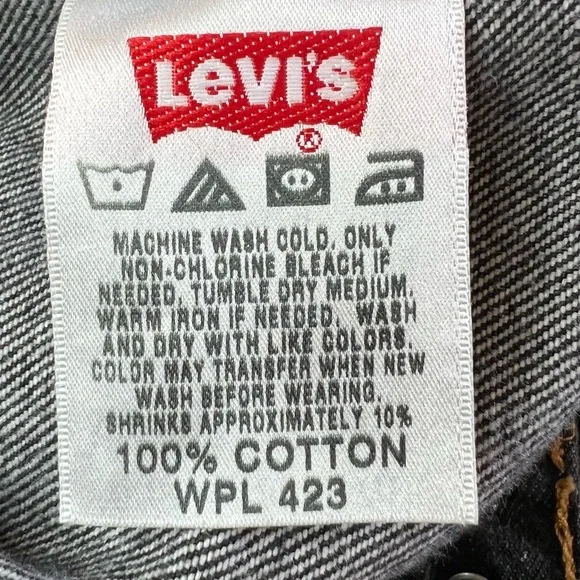 Levi's
®
MACHINE WASH COLD, ONLY
NON-CHLORINE BLEACH IF
NEEDED, TUMBLE DRY MEDIUM,
WARM IRON IF NEEDED, WASH
AND DRY WITH LIKE COLORS.
COLOR MAY TRANSFER WHEN NEW
WASH BEFORE WEARING,
SHRINKS APPROXIMATELY 10%
100% COTTON
WPL 423